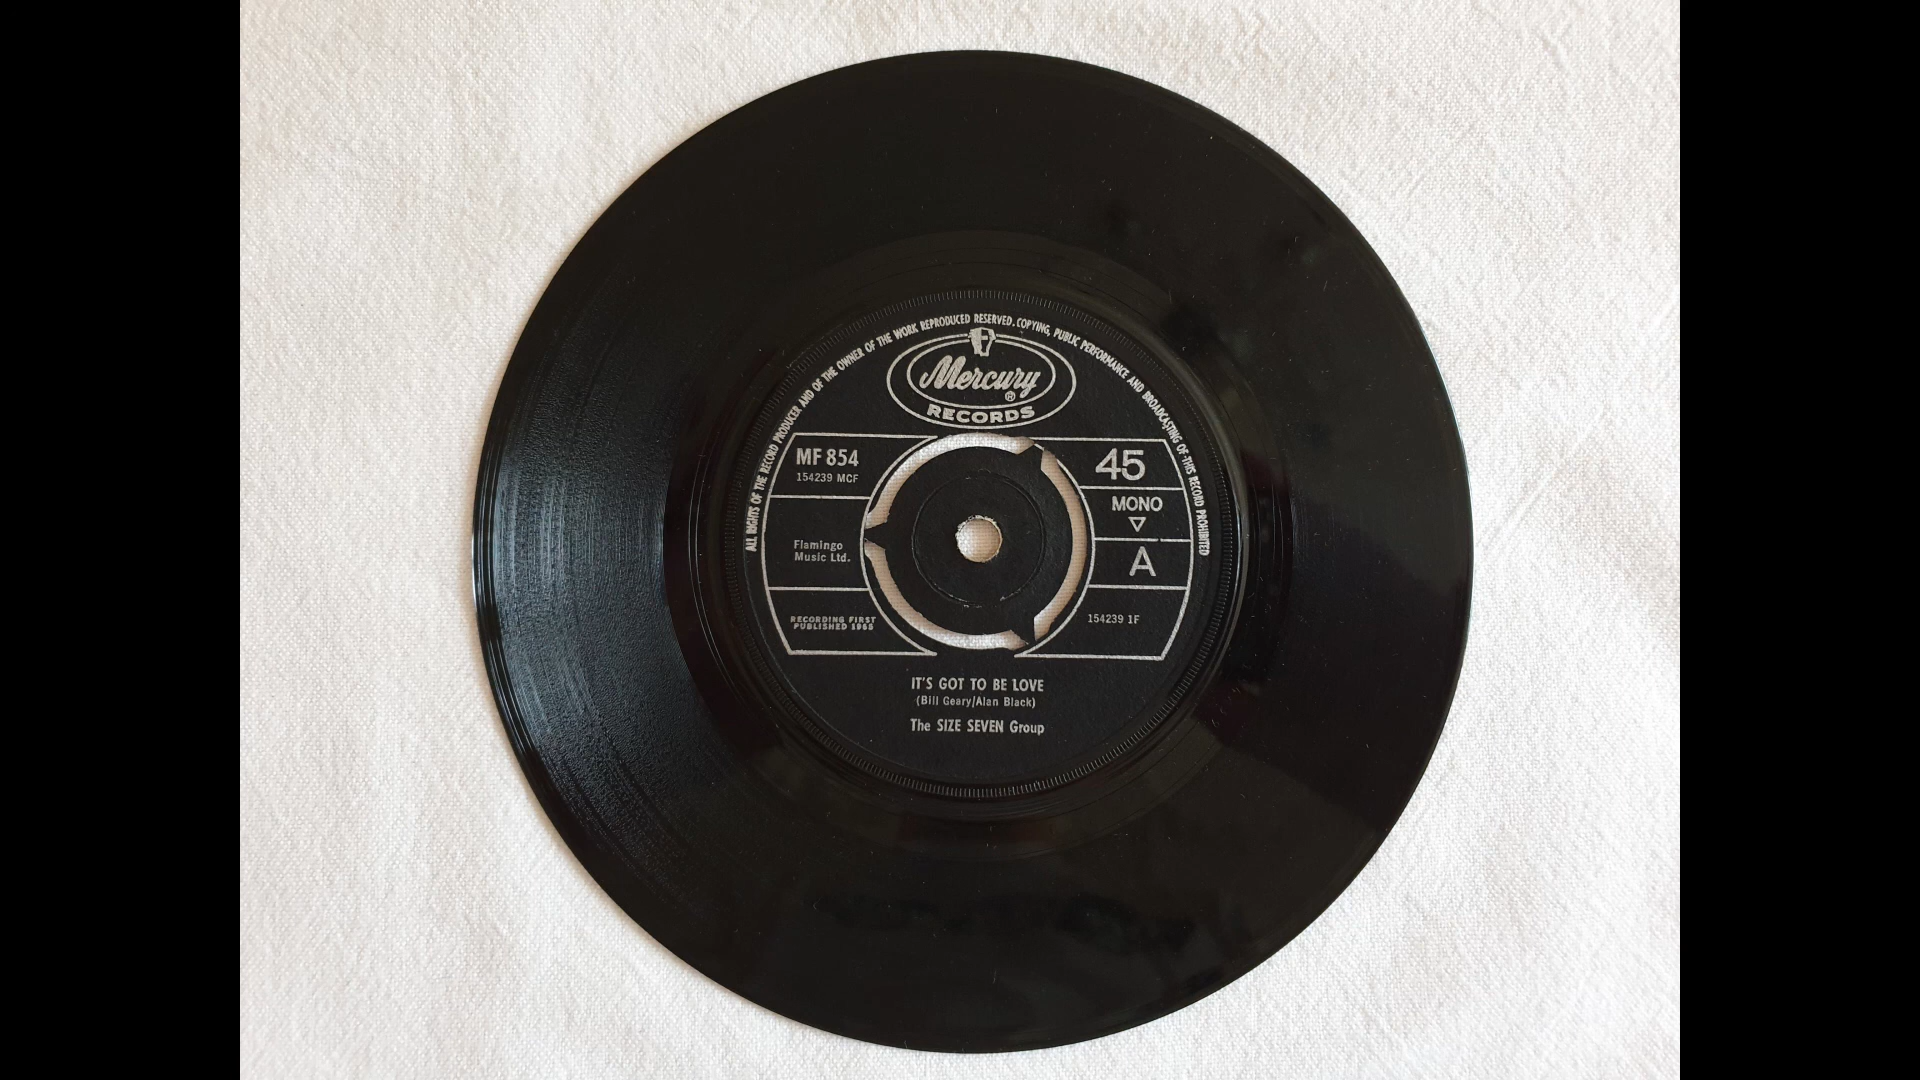 ALL RIGHTS OF THE RECORD PRODUCER AND OF THE OWNER OF THE WORK REPRODUCED RESERVED. COPYING, PUBLIC PERFORMANCE AND BROADCASTING OF THIS RECORD PROHIBITED
Mercury
®
RECORDS
MF 854
154239 MCF
45
MONO
A
Flamingo
Music Ltd.
RECORDING FIRST
PUBLISHED 1965
154239 1F
IT'S GOT TO BE LOVE
(Bill Geary/Alan Black)
The SIZE SEVEN Group